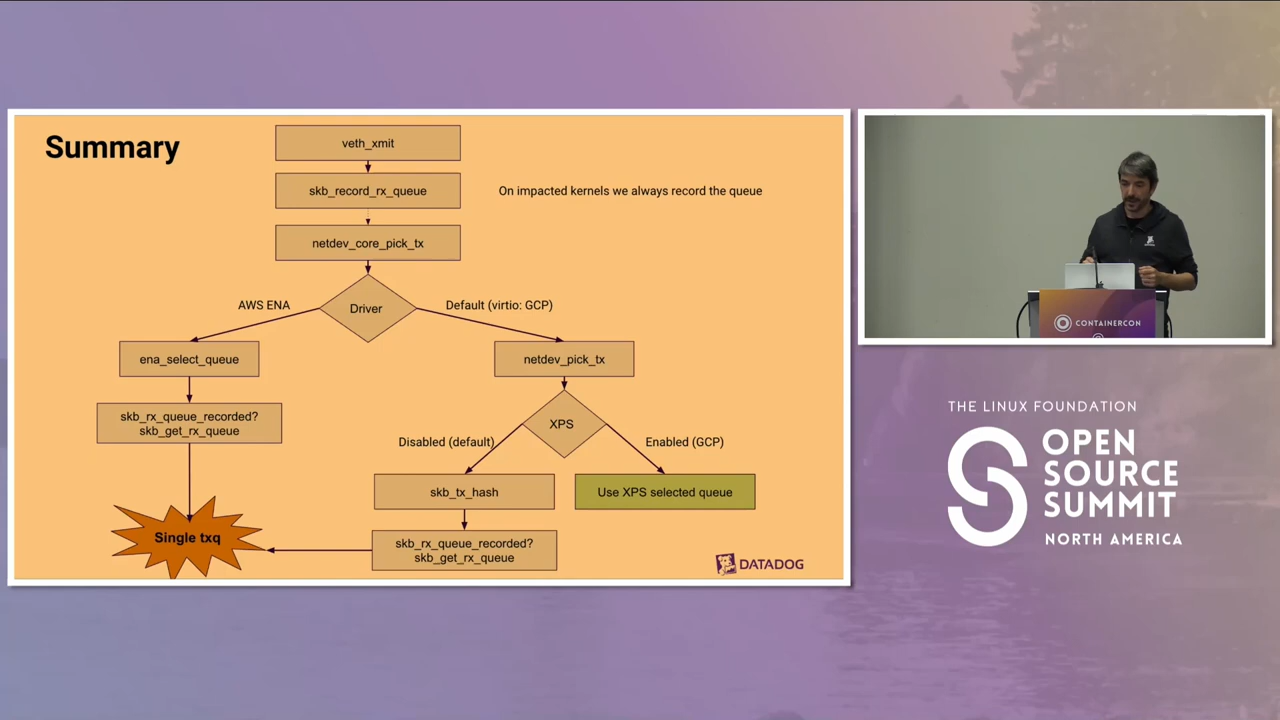 Summary
veth_xmit
skb_record_rx_queue
On impacted kernels we always record the queue
netdev_core_pick_tx
AWS ENA
Driver
Default (virtio: GCP)
ena_select_queue
netdev_pick_tx
skb_rx_queue_recorded?
skb_get_rx_queue
XPS
Disabled (default)
Enabled (GCP)
skb_tx_hash
Use XPS selected queue
Single txq
skb_rx_queue_recorded?
skb_get_rx_queue
DATADOG
CONTAINERCON
THE LINUX FOUNDATION
OPEN
SOURCE
SUMMIT
NORTH AMERICA